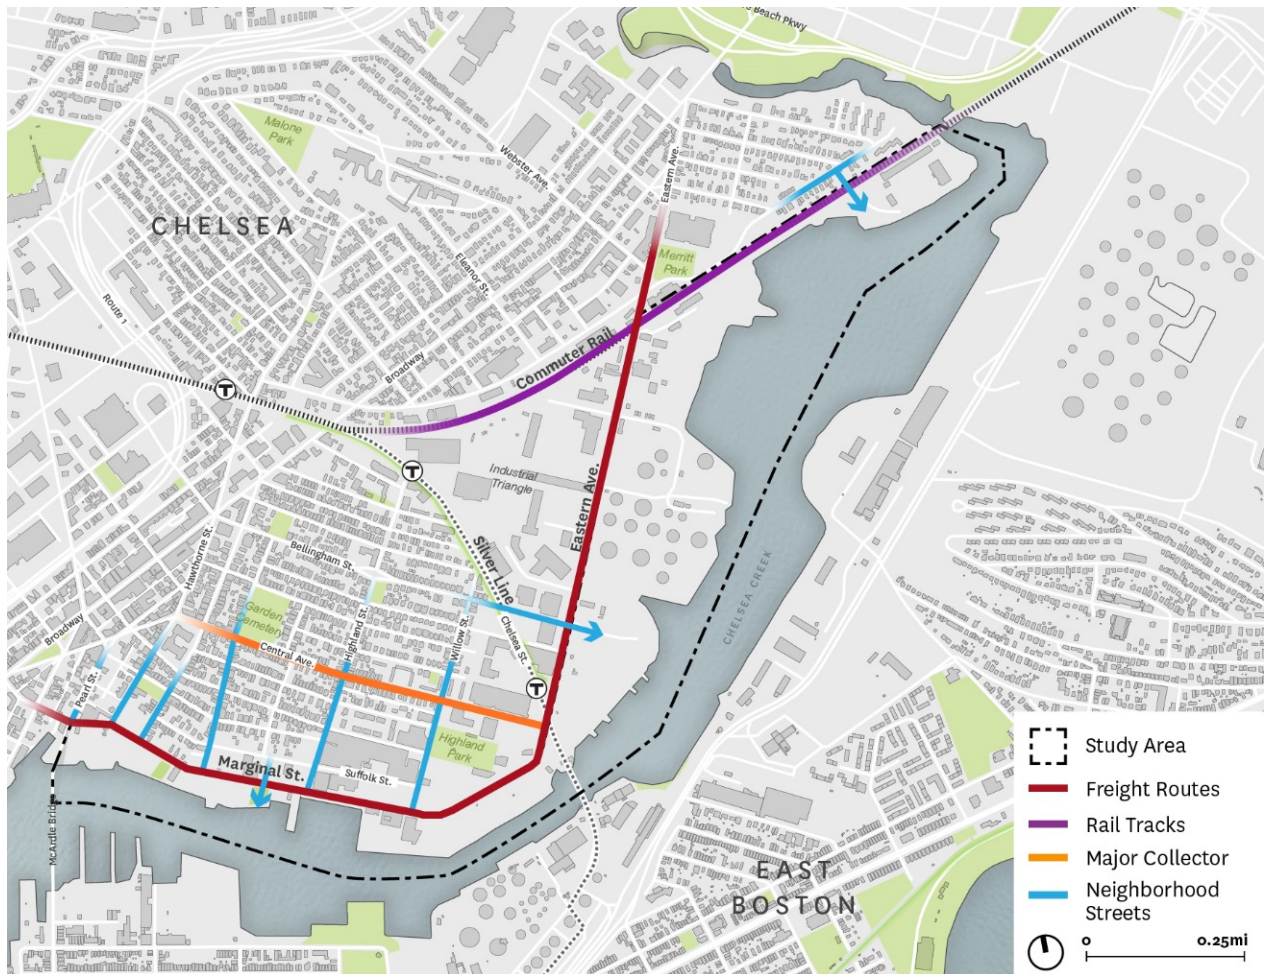 Beach Pkwy
Malone
Park
Webster Ave.
Eastern Ave.
CHELSEA
Merritt
Park
Eleanor St.
Route 1
Commuter Rail
Broadway
T
T
Industrial
Triangle
Eastern Ave.
Silver Line
Hawthorne St.
Bellingham St.
Garden
Cemetery
Highland St.
Willow St.
Chelsea St.
CHELSEA CREEK
Broadway
Central Ave.
Pearl St.
T
Highland
Park
Marginal St.
Suffolk St.
McArdle Bridge
EAST
BOSTON
Study Area
Freight Routes
Rail Tracks
Major Collector
Neighborhood
Streets
0 0.25mi